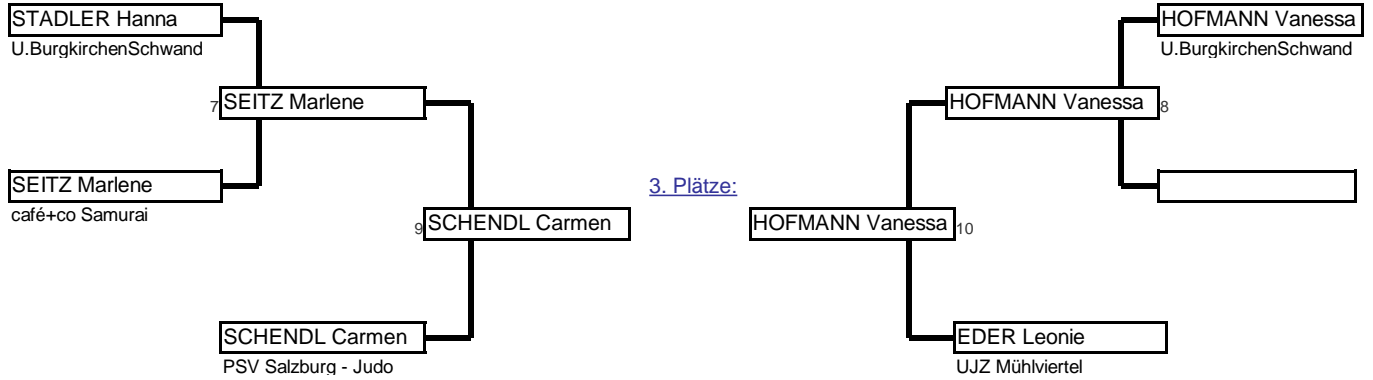 STADLER Hanna
HOFMANN Vanessa
U.BurgkirchenSchwand
U.BurgkirchenSchwand
7 SEITZ Marlene
HOFMANN Vanessa 8
SEITZ Marlene
3. Plätze:
café+co Samurai
9 SCHENDL Carmen
HOFMANN Vanessa 10
SCHENDL Carmen
EDER Leonie
PSV Salzburg - Judo
UJZ Mühlviertel